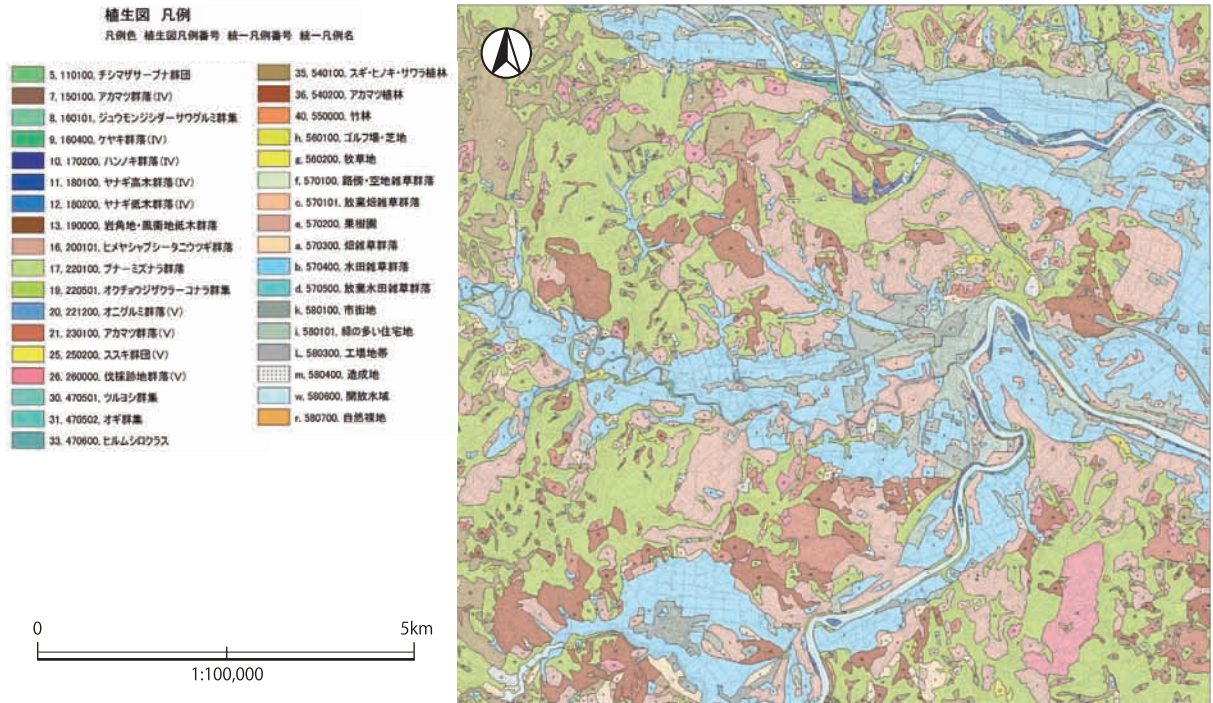 植生図 凡例
凡例色 植生図凡例番号 統一凡例番号 統一凡例名
5, 110100, チシマザサーブナ群団
7, 150100, アカマツ群落(IV)
8, 160101, ジュウモンジシダーサワグルミ群集
9, 160400, ケヤキ群落(IV)
10, 170200, ハンノキ群落(IV)
11, 180100, ヤナギ高木群落(IV)
12, 180200, ヤナギ低木群落(IV)
13, 190000, 岩角地・風衝地低木群落
16, 200101, ヒメヤシャブシータニウツギ群落
17, 220100, ブナーミズナラ群落
19, 220501, オクチョウジザクラーコナラ群集
20, 221200, オニグルミ群落(V)
21, 230100, アカマツ群落(V)
25, 250200, ススキ群団(V)
26, 260000, 伐採跡地群落(V)
30, 470501, ツルヨシ群集
31, 470502, オギ群集
33, 470600, ヒルムシロクラス
35, 540100, スギ・ヒノキ・サワラ植林
36, 540200, アカマツ植林
40, 550000, 竹林
h, 560100, ゴルフ場・芝地
g, 560200, 牧草地
f, 570100, 路傍・空地雑草群落
c, 570101, 放棄畑雑草群落
e, 570200, 果樹園
a, 570300, 畑雑草群落
b, 570400, 水田雑草群落
d, 570500, 放棄水田雑草群落
k, 580100, 市街地
i, 580101, 緑の多い住宅地
L, 580300, 工場地帯
m, 580400, 造成地
w, 580600, 開放水域
r, 580700, 自然裸地
0 5km
1:100,000